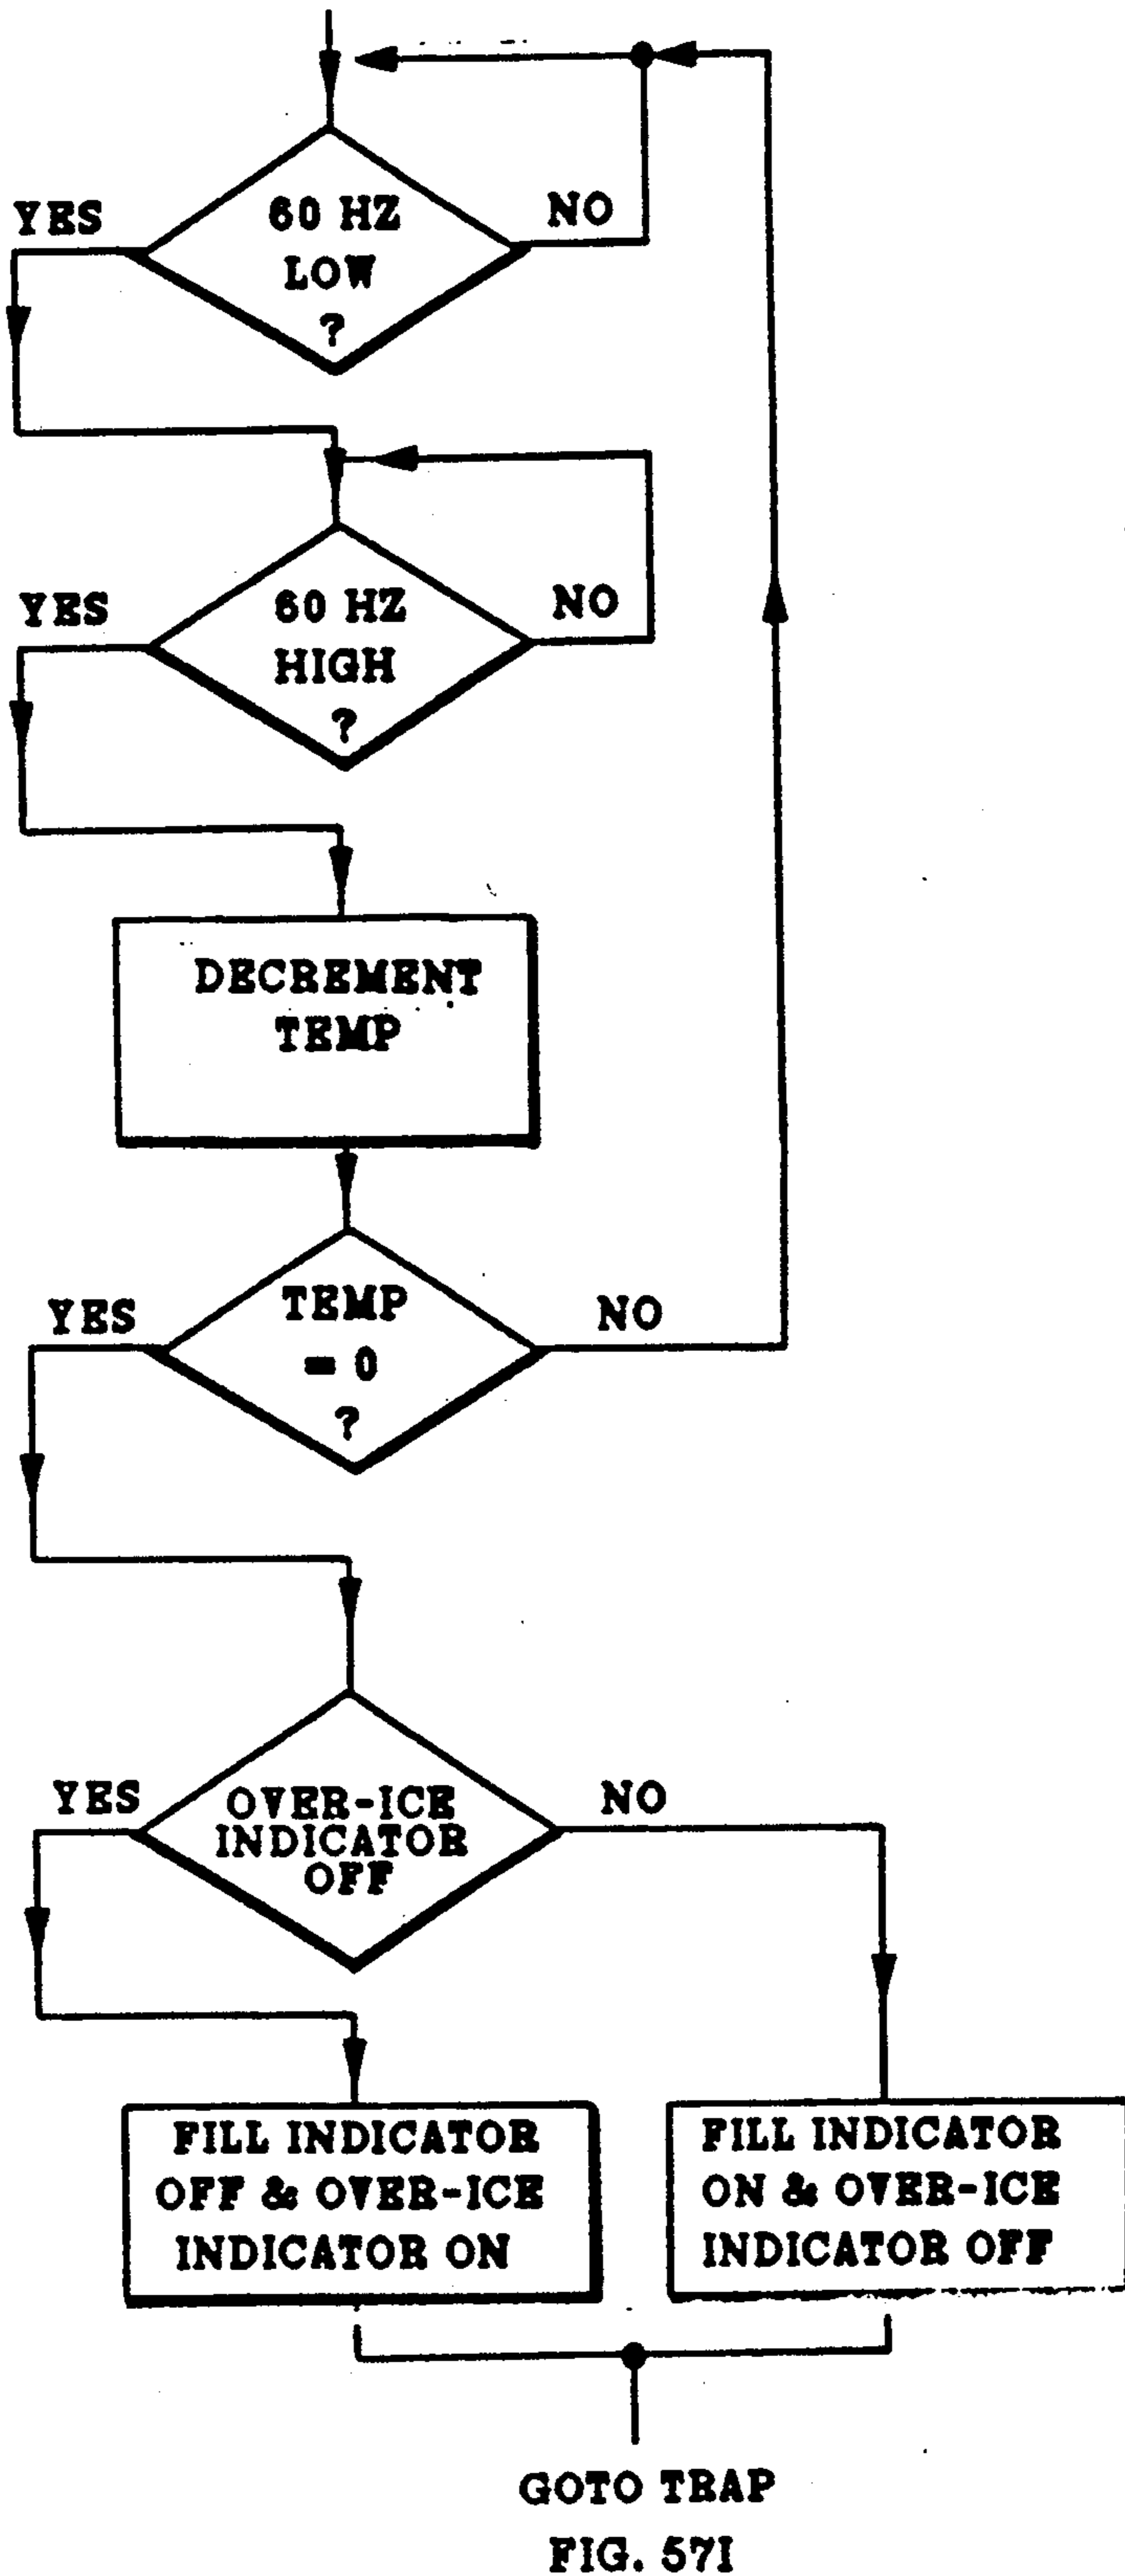 YES
60 HZ
LOW
?
NO
YES
60 HZ
HIGH
?
NO
DECREMENT
TEMP
YES
TEMP
= 0
?
NO
YES
OVER-ICE
INDICATOR
OFF
NO
FILL INDICATOR
OFF & OVER-ICE
INDICATOR ON
FILL INDICATOR
ON & OVER-ICE
INDICATOR OFF
GOTO TRAP
FIG. 57I